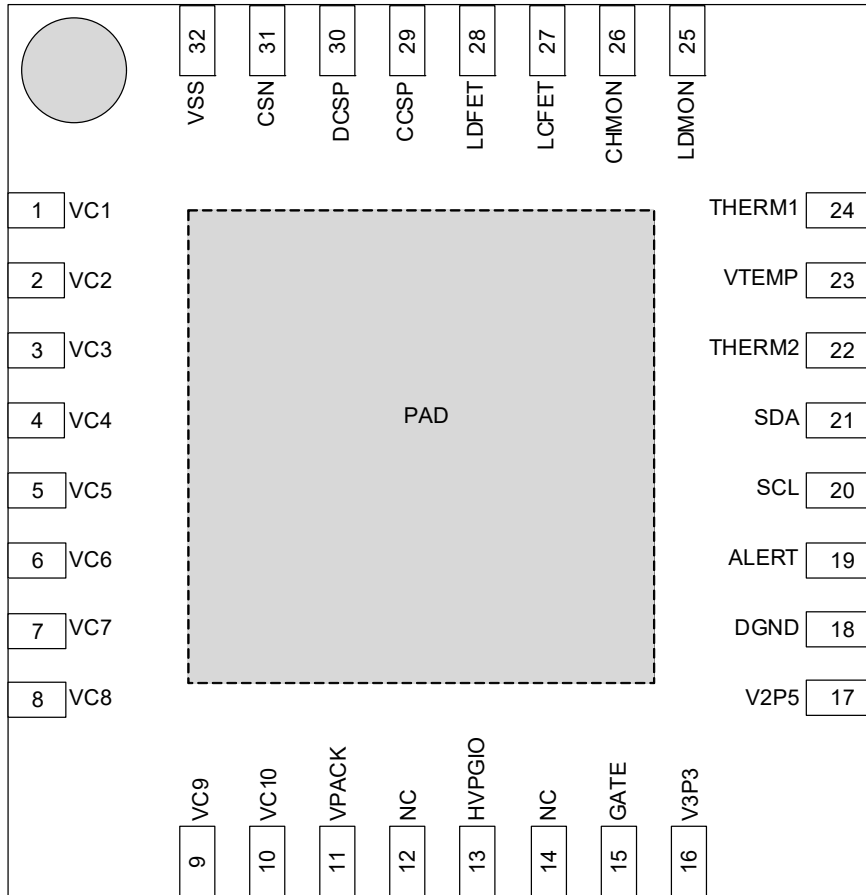 32 31 30 29 28 27 26 25
VSS CSN DCSP CCSP LDFET LCFET CHMON LDMON
1 VC1 THERM1 24
2 VC2 VTEMP 23
3 VC3 THERM2 22
4 VC4 PAD SDA 21
5 VC5 SCL 20
6 VC6 ALERT 19
7 VC7 DGND 18
8 VC8 V2P5 17
VC9 VC10 VPACK NC HVPGIO NC GATE V3P3
9 10 11 12 13 14 15 16